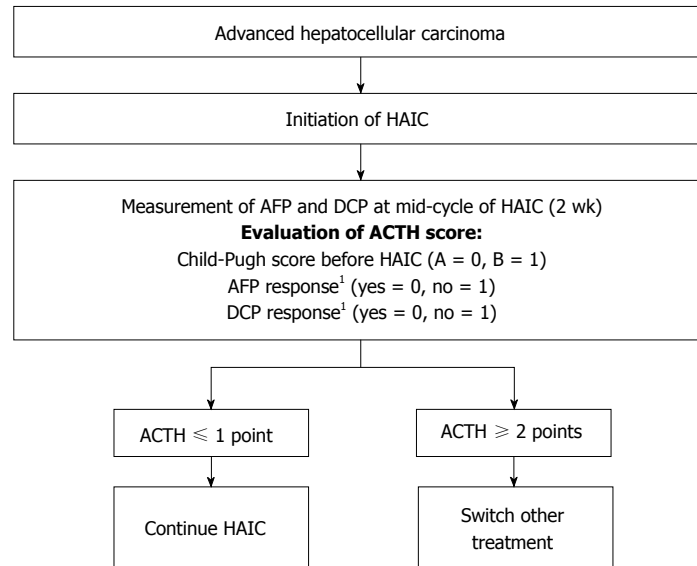 Advanced hepatocellular carcinoma
Initiation of HAIC
Measurement of AFP and DCP at mid-cycle of HAIC (2 wk)
Evaluation of ACTH score:
Child-Pugh score before HAIC (A = 0, B = 1)
AFP response¹ (yes = 0, no = 1)
DCP response¹ (yes = 0, no = 1)
ACTH ⩽ 1 point
ACTH ⩾ 2 points
Continue HAIC
Switch other
treatment